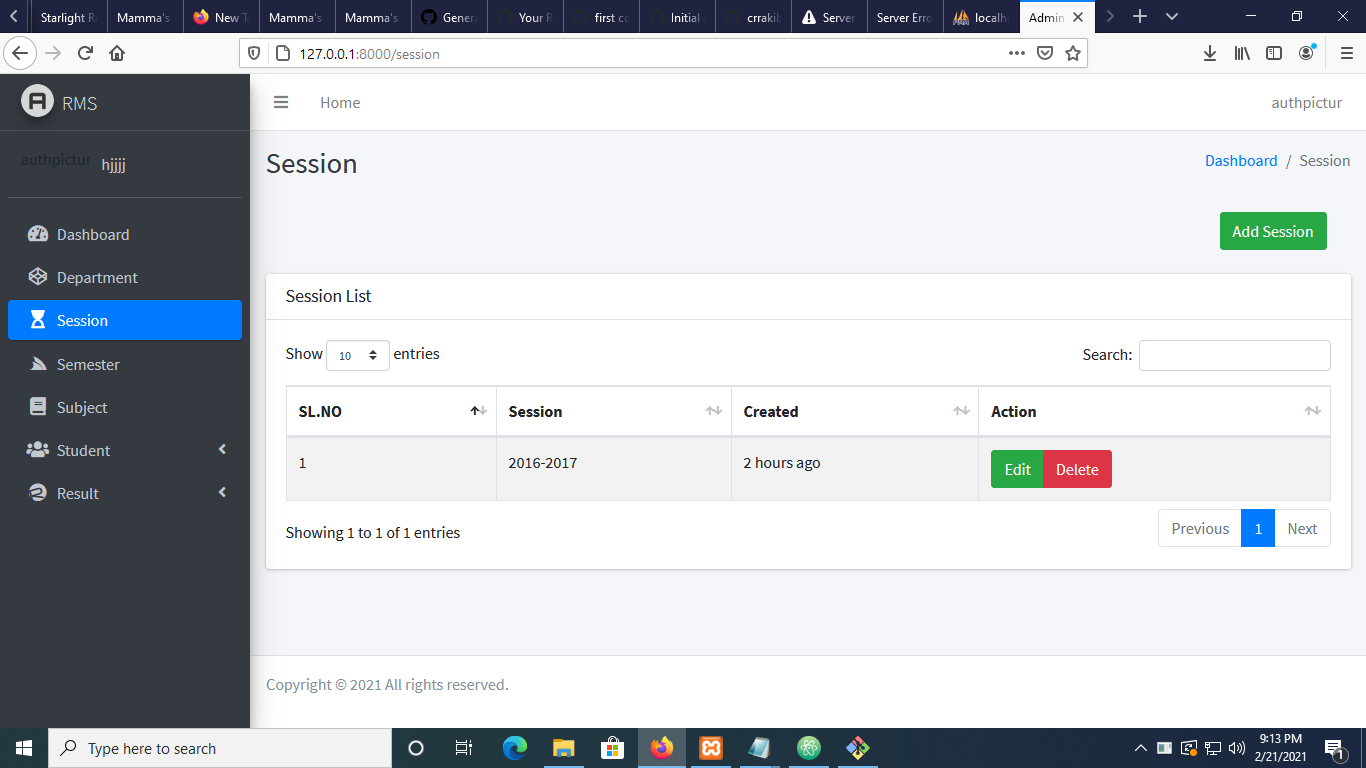 Starlight R Mamma's New T Mamma's Mamma's Genera Your R first co Initial crrakib Server Server Erro localh Admin
127.0.0.1:8000/session
RMS
Home
authpictur
authpictur hjjjj
Session
Dashboard / Session
Add Session
Dashboard
Department
Session
Semester
Subject
Student
Result
Session List
Show 10 entries
Search:
SL.NO Session Created Action
1 2016-2017 2 hours ago Edit Delete
Showing 1 to 1 of 1 entries
Previous 1 Next
Copyright © 2021 All rights reserved.
Type here to search
9:13 PM
2/21/2021
1